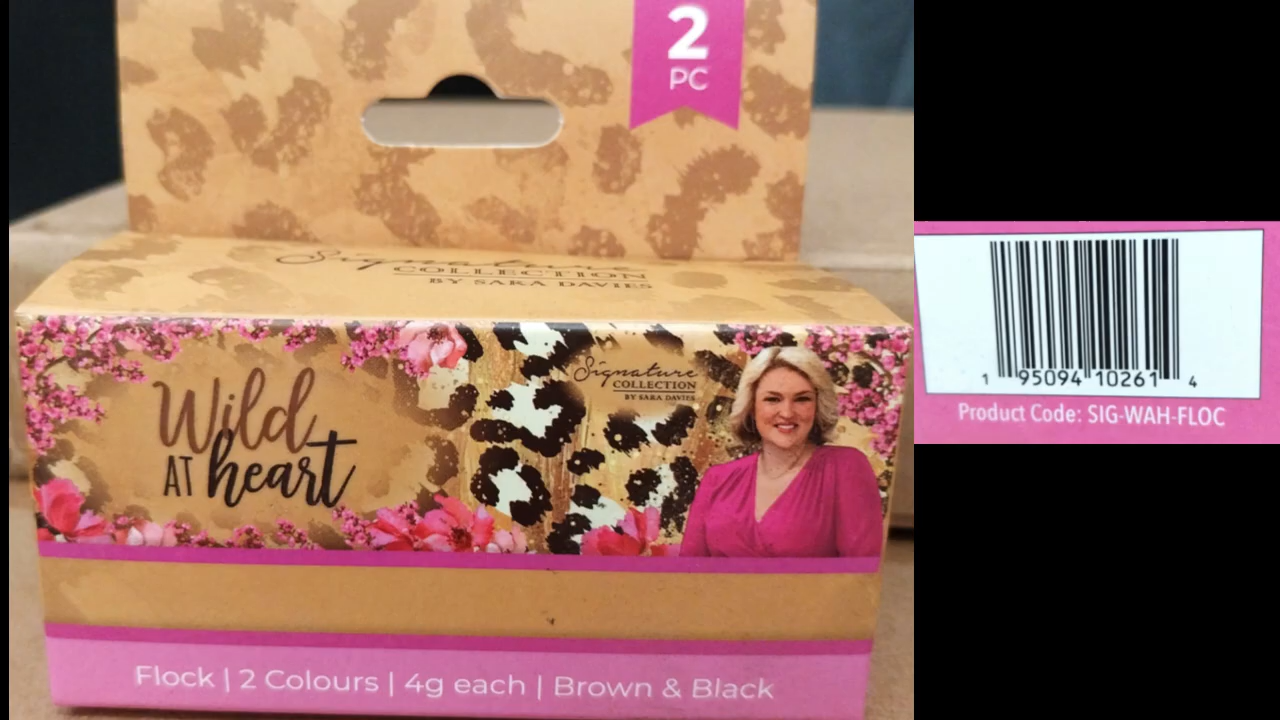 2
PC
Signature
COLLECTION
BY SARA DAVIES
Wild
AT heart
Signature
COLLECTION
BY SARA DAVIES
Flock | 2 Colours | 4g each | Brown & Black
1 95094 10261 4
Product Code: SIG-WAH-FLOC